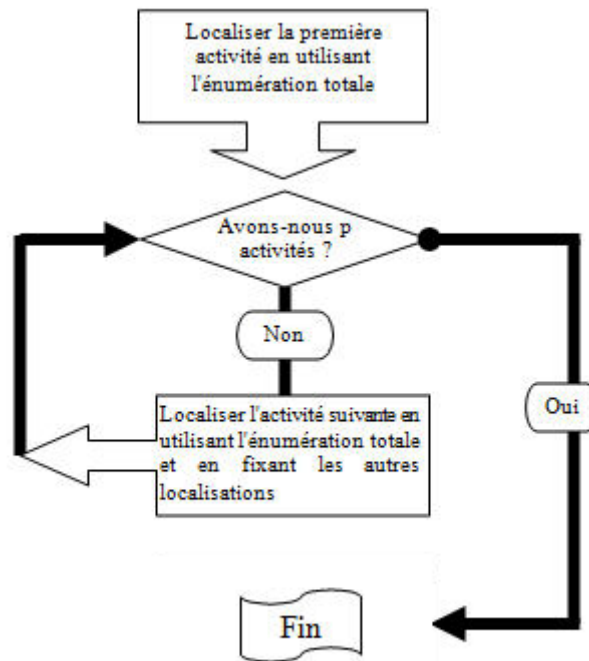 Localiser la première
activité en utilisant
l'énumération totale
Avons-nous p
activités ?
Non
Localiser l'activité suivante en
utilisant l'énumération totale
et en fixant les autres
localisations
Oui
Fin